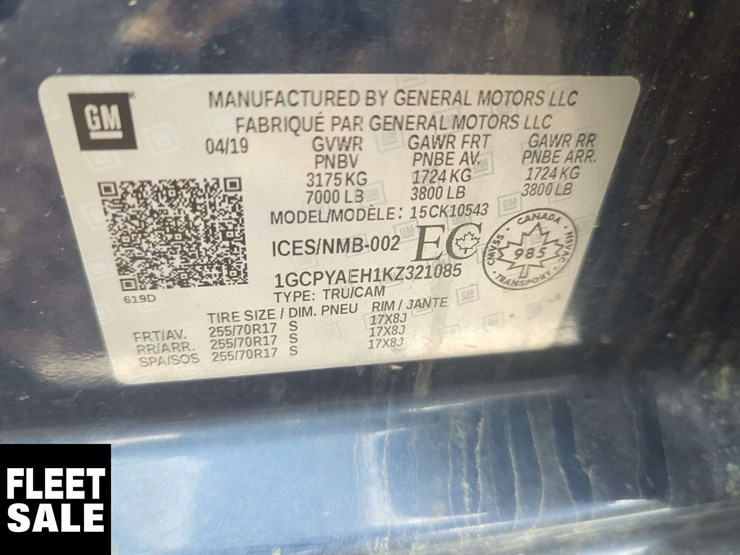 GM
MANUFACTURED BY GENERAL MOTORS LLC
FABRIQUÉ PAR GENERAL MOTORS LLC
04/19 GVWR GAWR FRT GAWR RR
PNBV PNBE AV. PNBE ARR.
3175 KG 1724 KG 1724 KG
7000 LB 3800 LB 3800 LB
MODEL/MODÈLE: 15CK10543
ICES/NMB-002 EC
CANADA
985
TRANSPORT
SSAMD
NSVAC
1GCPYAEH1KZ321085
TYPE: TRU/CAM
619D
TIRE SIZE / DIM. PNEU RIM / JANTE
FRT/AV. 255/70R17 S 17X8J
RR/ARR. 255/70R17 S 17X8J
SPA/SOS 255/70R17 S 17X8J
FLEET
SALE